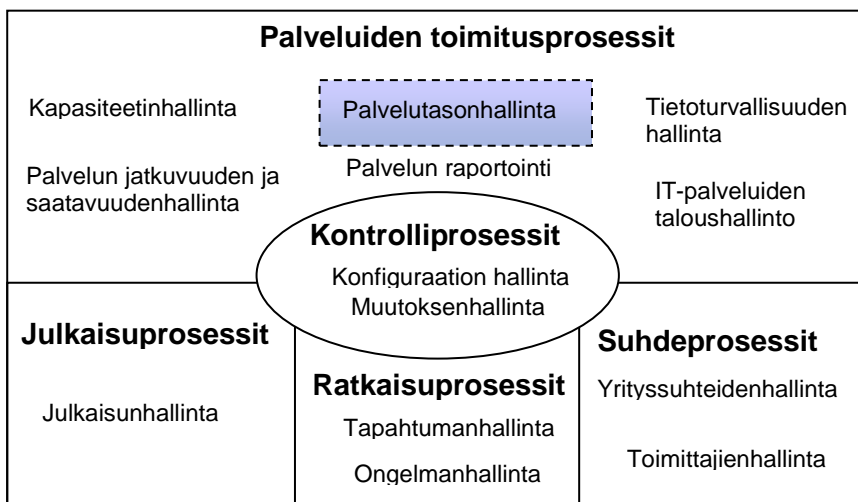 Palveluiden toimitusprosessit
Kapasiteetinhallinta
Palvelutasonhallinta
Tietoturvallisuuden
hallinta
Palvelun jatkuvuuden ja
saatavuudenhallinta
Palvelun raportointi
IT-palveluiden
taloushallinto
Kontrolliprosessit
Konfiguraation hallinta
Muutoksenhallinta
Julkaisuprosessit
Julkaisunhallinta
Ratkaisuprosessit
Tapahtumanhallinta
Ongelmanhallinta
Suhdeprosessit
Yrityssuhteidenhallinta
Toimittajienhallinta